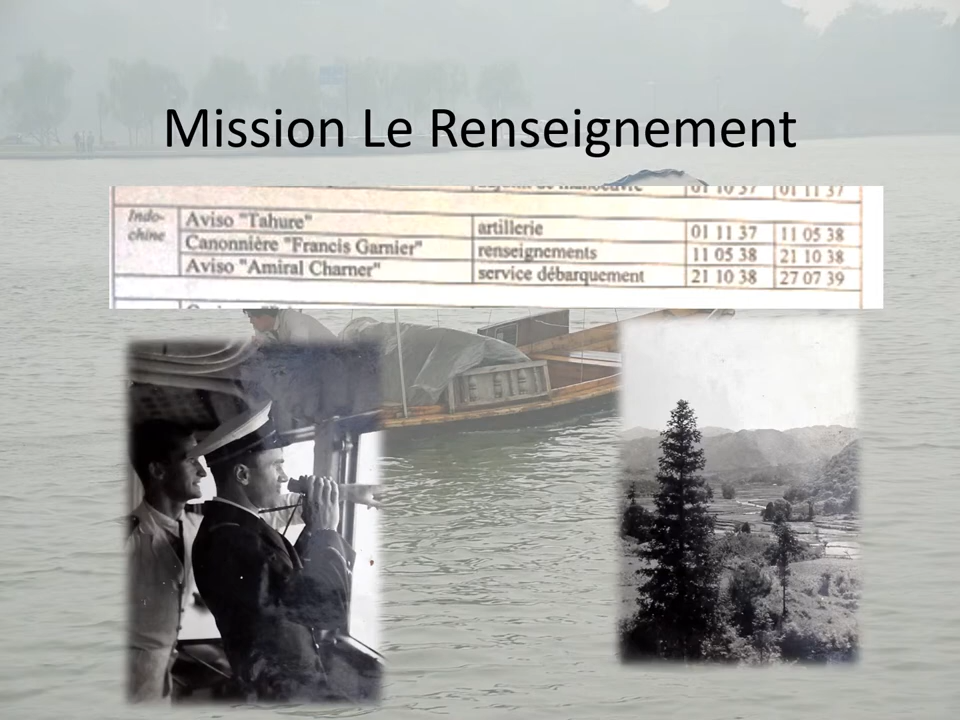 Mission Le Renseignement
01 10 37 01 11 37
Indo-
chine
Aviso "Tahure" artillerie 01 11 37 11 05 38
Canonnière "Francis Garnier" renseignements 11 05 38 21 10 38
Aviso "Amiral Charner" service débarquement 21 10 38 27 07 39